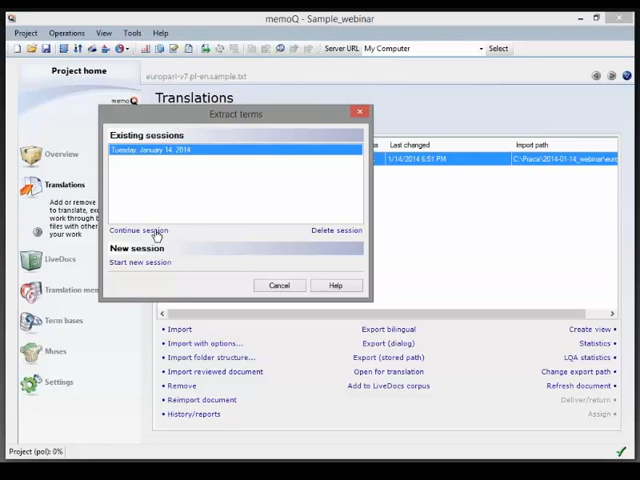 memoQ - Sample_webinar
Project Operations View Tools Help
Server URL My Computer Select
Project home
memoQ
europarl-v7.pl-en.sample.txt
Translations
Extract terms
Existing sessions
Tuesday, January 14. 2014
Continue session
Delete session
New session
Start new session
Cancel
Help
Last changed
Import path
1/14/2014 6:51 PM
Overview
Translations
Add or remove
to translate, ex
work through b
files with other
your work
LiveDocs
Translation mem
Term bases
Muses
Settings
Import
Export bilingual
Create view
Import with options...
Export (dialog)
Statistics
Import folder structure...
Export (stored path)
LQA statistics
Import reviewed document
Open for translation
Change export path
Remove
Add to LiveDocs corpus
Refresh document
Reimport document
Deliver/return
History/reports
Assign
Project (pol): 0%